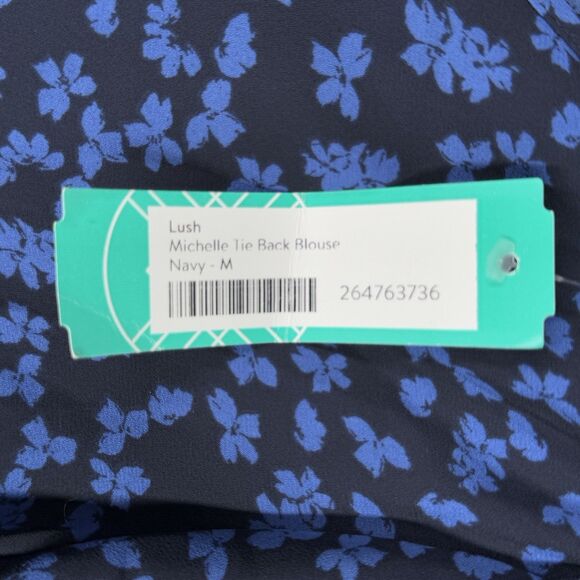 Lush
Michelle Tie Back Blouse
Navy - M
264763736